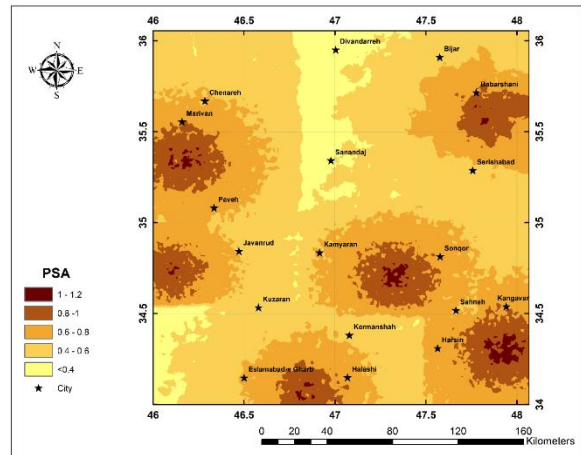 46 46.5 47 47.5 48
N
W E
S
36
35.5
35
34.5
34
Divandarreh
Bijar
Babarshani
Chenareh
Marivan
Sanandaj
Serishabad
Paveh
Javanrud
Kamyaran
Sonqor
Kuzaran
Sahneh
Kangavar
Kermanshah
Harsin
Eslamabad-e Gharb
Halashi
PSA
1 - 1.2
0.8 - 1
0.6 - 0.8
0.4 - 0.6
<0.4
City
36
35.5
35
34.5
34
46 46.5 47 47.5 48
0 20 40 80 120 160
Kilometers